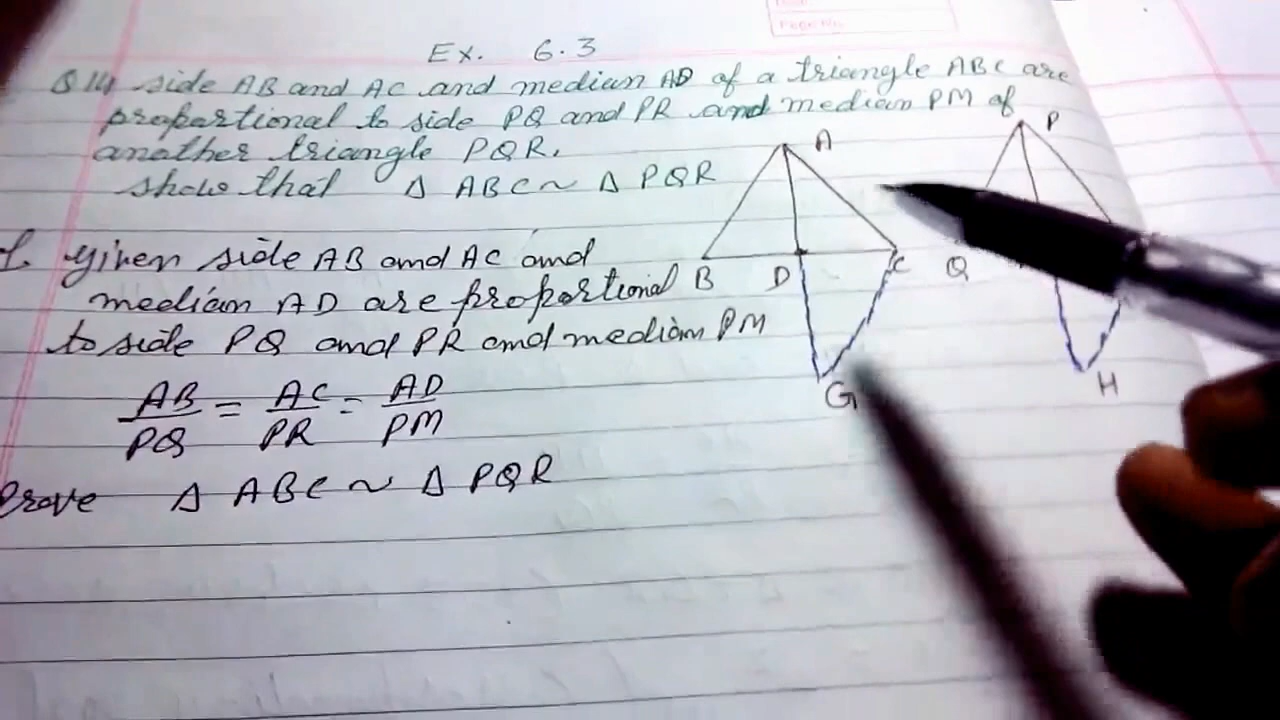 Ex. 6.3
Q 14 side AB and AC and median AD of a triangle ABC are
proportional to side PQ and PR and median PM of
another triangle PQR.
show that Δ ABC ~ Δ PQR
given side AB and AC and
median AD are proportional
to side PQ and PR and median PM
AB/PQ = AC/PR = AD/PM
Prove Δ ABC ~ Δ PQR
A
B
D
C
G
P
Q
H